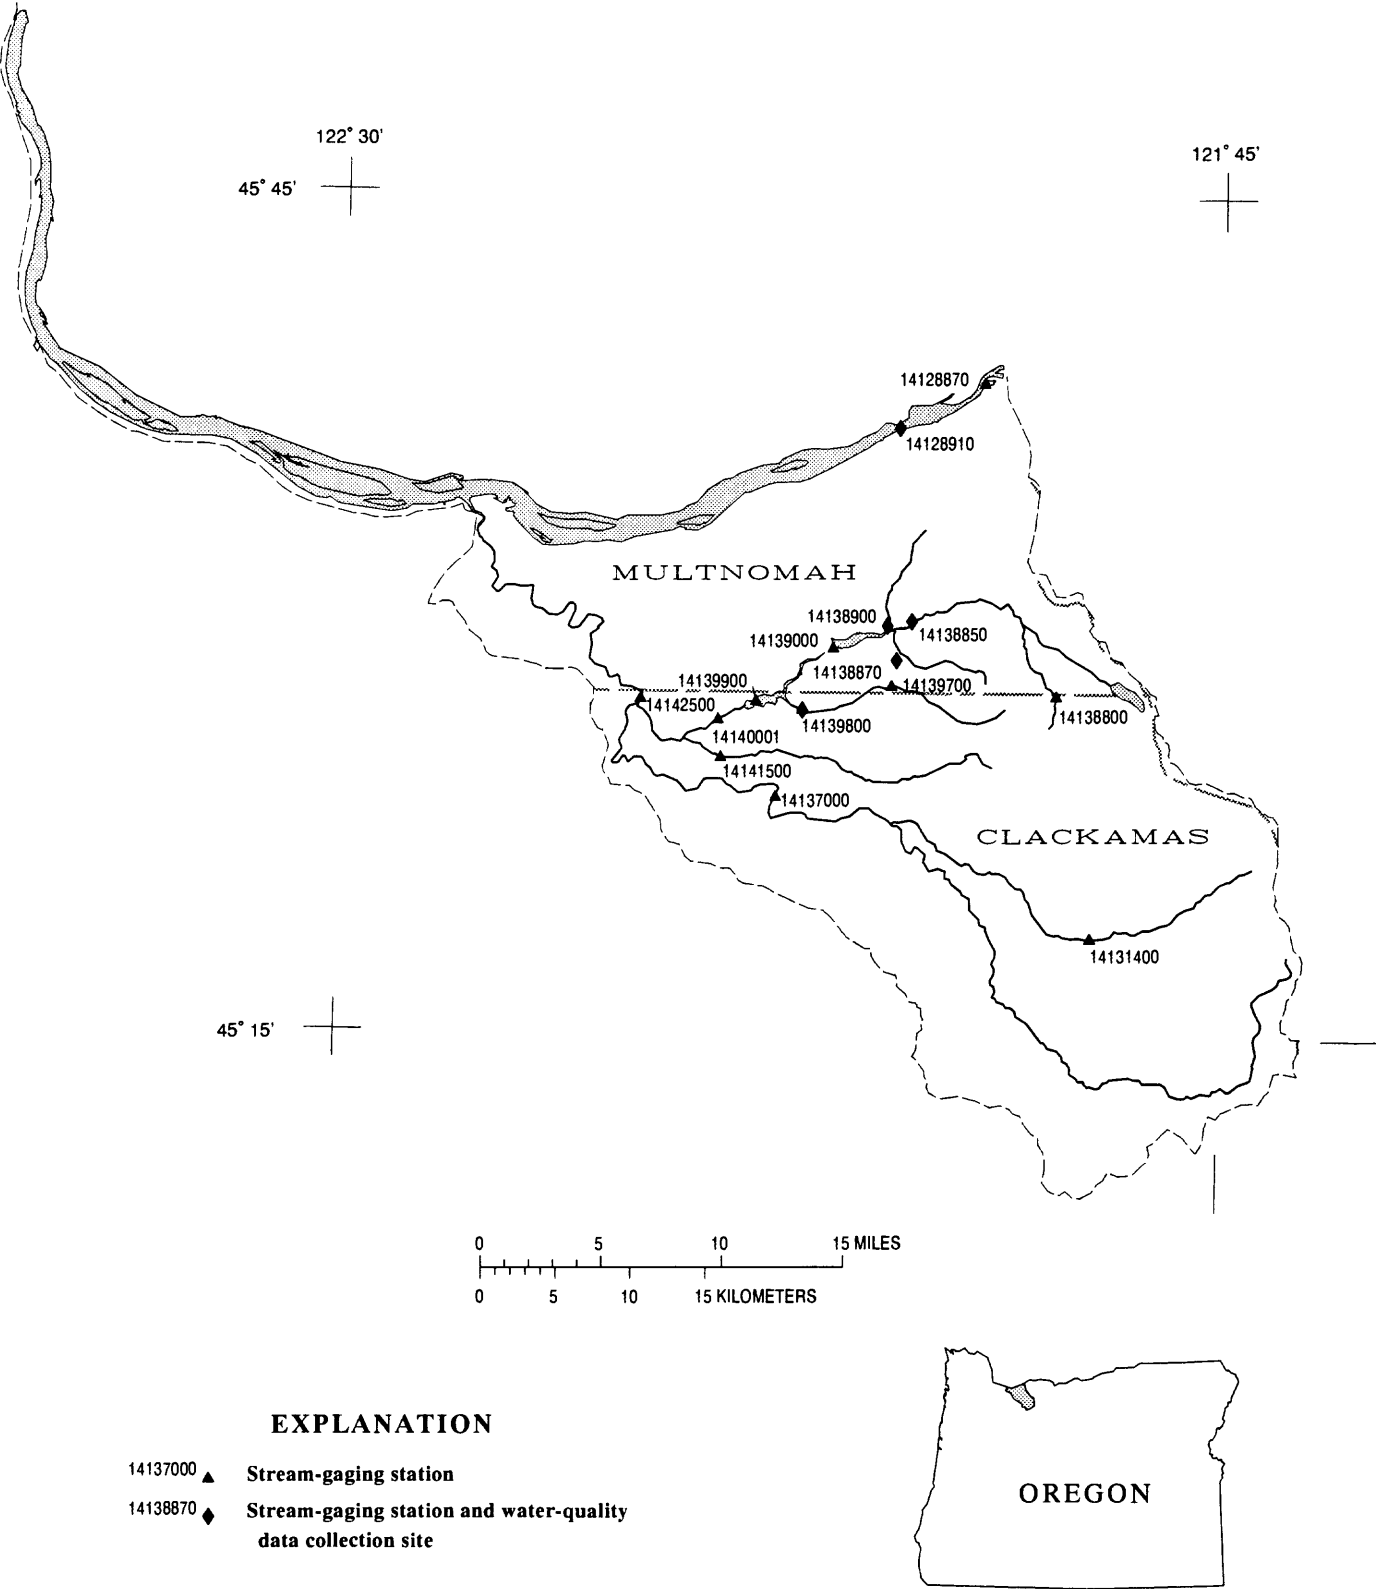 122° 30'
121° 45'
45° 45'
14128870
14128910
MULTNOMAH
14138900
14138850
14139000
14138870
14139900
14139700
14142500
14138800
14139800
14140001
14141500
14137000
CLACKAMAS
14131400
45° 15'
0 5 10 15 MILES
0 5 10 15 KILOMETERS
EXPLANATION
14137000 Stream-gaging station
14138870 Stream-gaging station and water-quality
data collection site
OREGON